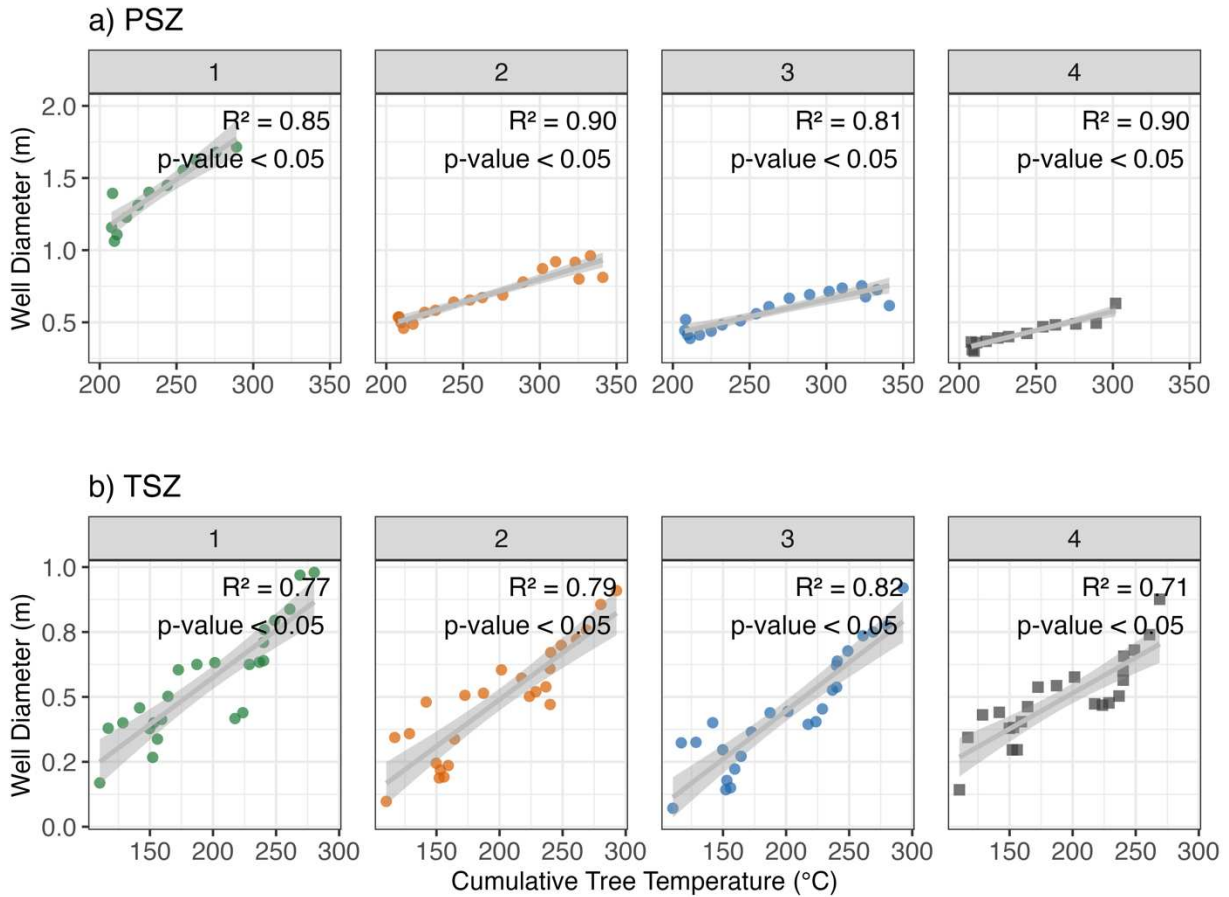 a) PSZ
1 2 3 4
R² = 0.85 R² = 0.90 R² = 0.81 R² = 0.90
p-value < 0.05 p-value < 0.05 p-value < 0.05 p-value < 0.05
Well Diameter (m)
2.0
1.5
1.0
0.5
200 250 300 350 200 250 300 350 200 250 300 350 200 250 300 350
b) TSZ
1 2 3 4
R² = 0.77 R² = 0.79 R² = 0.82 R² = 0.71
p-value < 0.05 p-value < 0.05 p-value < 0.05 p-value < 0.05
Well Diameter (m)
1.0
0.8
0.5
0.2
0.0
150 200 250 300 150 200 250 300 150 200 250 300 150 200 250 300
Cumulative Tree Temperature (°C)